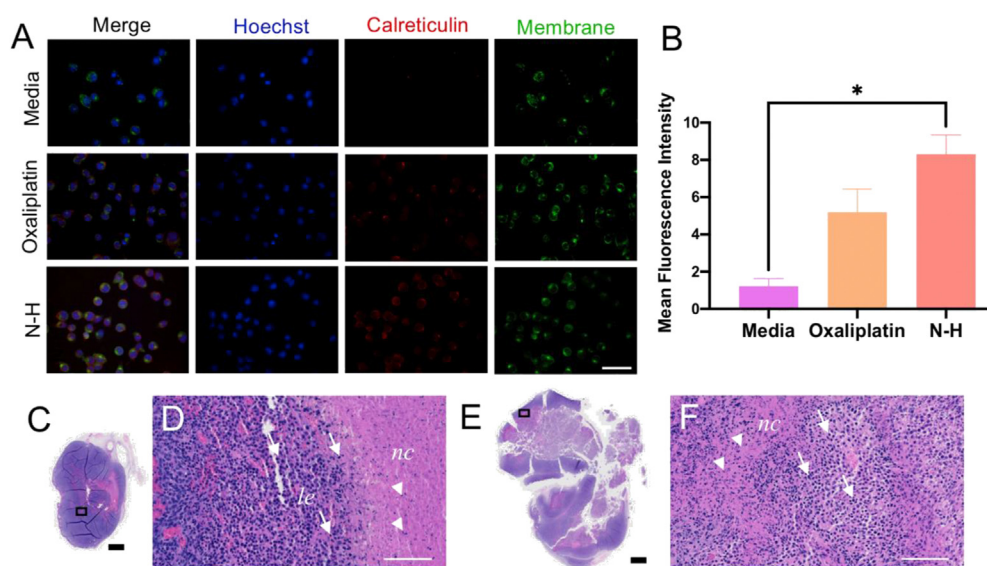 A
Merge
Hoechst
Calreticulin
Membrane
Media
Oxaliplatin
N-H
B
*
Mean Fluorescence Intensity
10
8
6
4
2
0
Media
Oxaliplatin
N-H
C
D
le
nc
E
F
nc